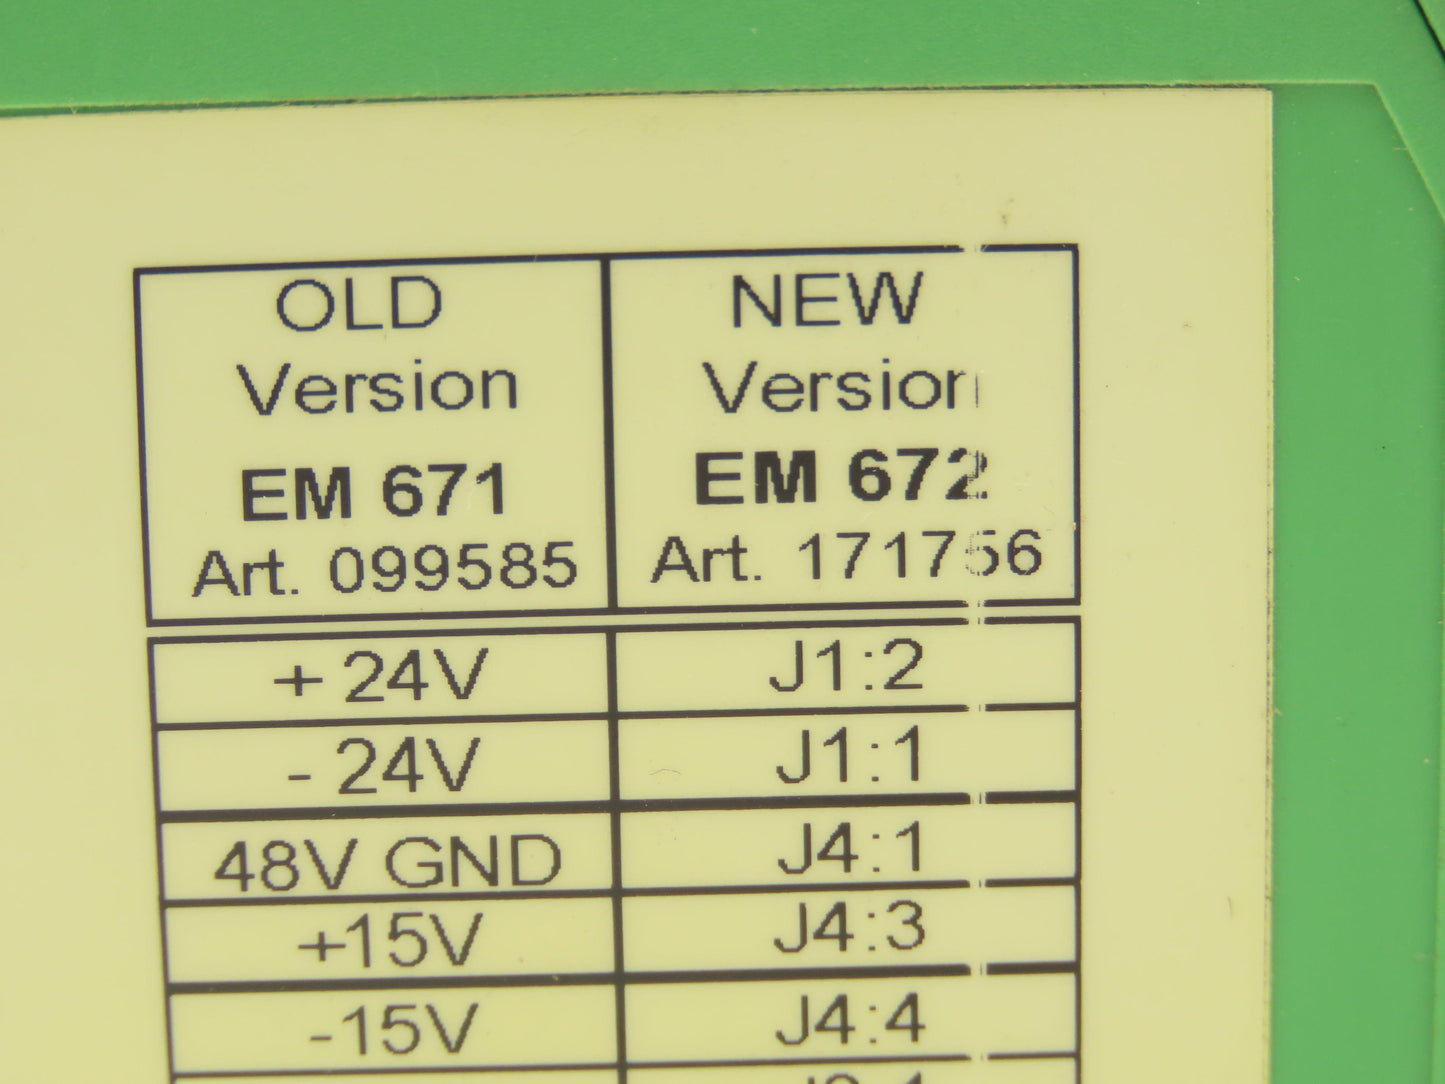 OLD
Version
EM 671
Art. 099585
NEW
Version
EM 672
Art. 171756
+24V J1:2
-24V J1:1
48V GND J4:1
+15V J4:3
-15V J4:4